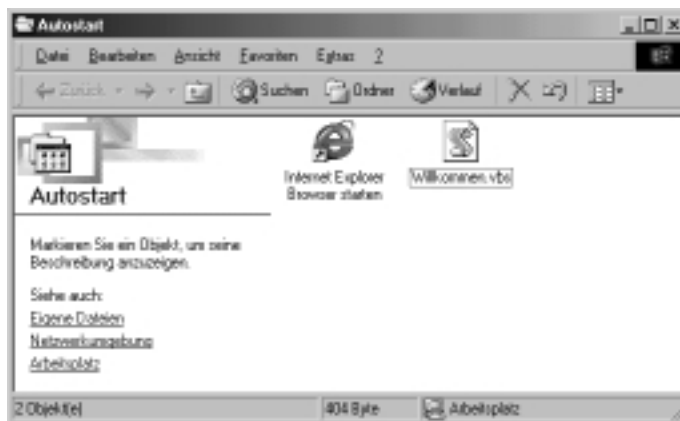 Autostart
Datei Bearbeiten Ansicht Favoriten Extras ?
Zurück Suchen Ordner Verlauf
Internet Explorer
Browser starten
Willkommen.vbs
Autostart
Markieren Sie ein Objekt, um seine
Beschreibung anzuzeigen.
Siehe auch:
Eigene Dateien
Netzwerkumgebung
Arbeitsplatz
2 Objekt(e) 404 Byte Arbeitsplatz